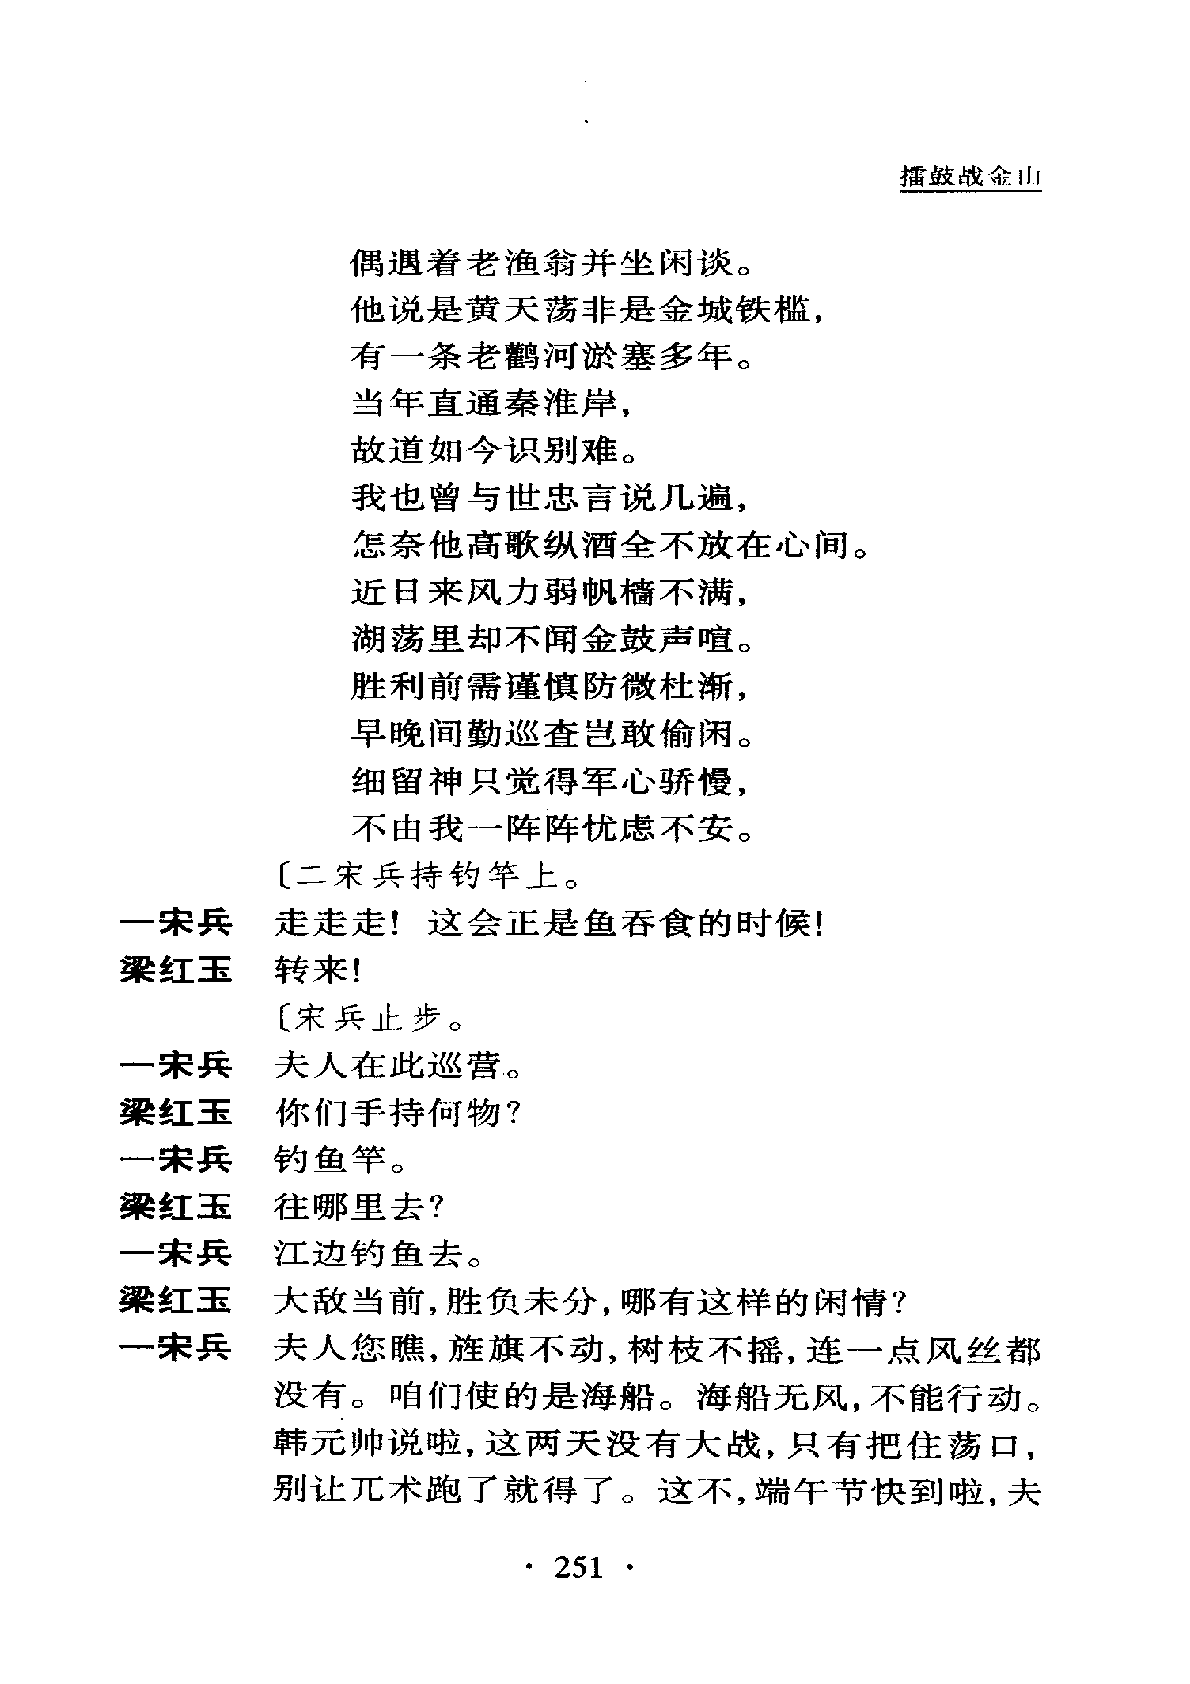 擂鼓战金山
偶遇着老渔翁并坐闲谈。
他说是黄天荡非是金城铁槛，
有一条老鹳河淤塞多年。
当年直通秦淮岸，
故道如今识别难。
我也曾与世忠言说几遍，
怎奈他高歌纵酒全不放在心间。
近日来风力弱帆樯不满，
湖荡里却不闻金鼓声喧。
胜利前需谨慎防微杜渐，
早晚间勤巡查岂敢偷闲。
细留神只觉得军心骄慢，
不由我一阵阵忧虑不安。
〔二宋兵持钓竿上。
一宋兵 走走走！这会正是鱼吞食的时候！
梁红玉 转来！
〔宋兵止步。
一宋兵 夫人在此巡营。
梁红玉 你们手持何物？
一宋兵 钓鱼竿。
梁红玉 往哪里去？
一宋兵 江边钓鱼去。
梁红玉 大敌当前，胜负未分，哪有这样的闲情？
一宋兵 夫人您瞧，旌旗不动，树枝不摇，连一点风丝都
没有。咱们使的是海船。海船无风，不能行动。
韩元帅说啦，这两天没有大战，只有把住荡口，
别让兀术跑了就得了。这不，端午节快到啦，夫
· 251 ·